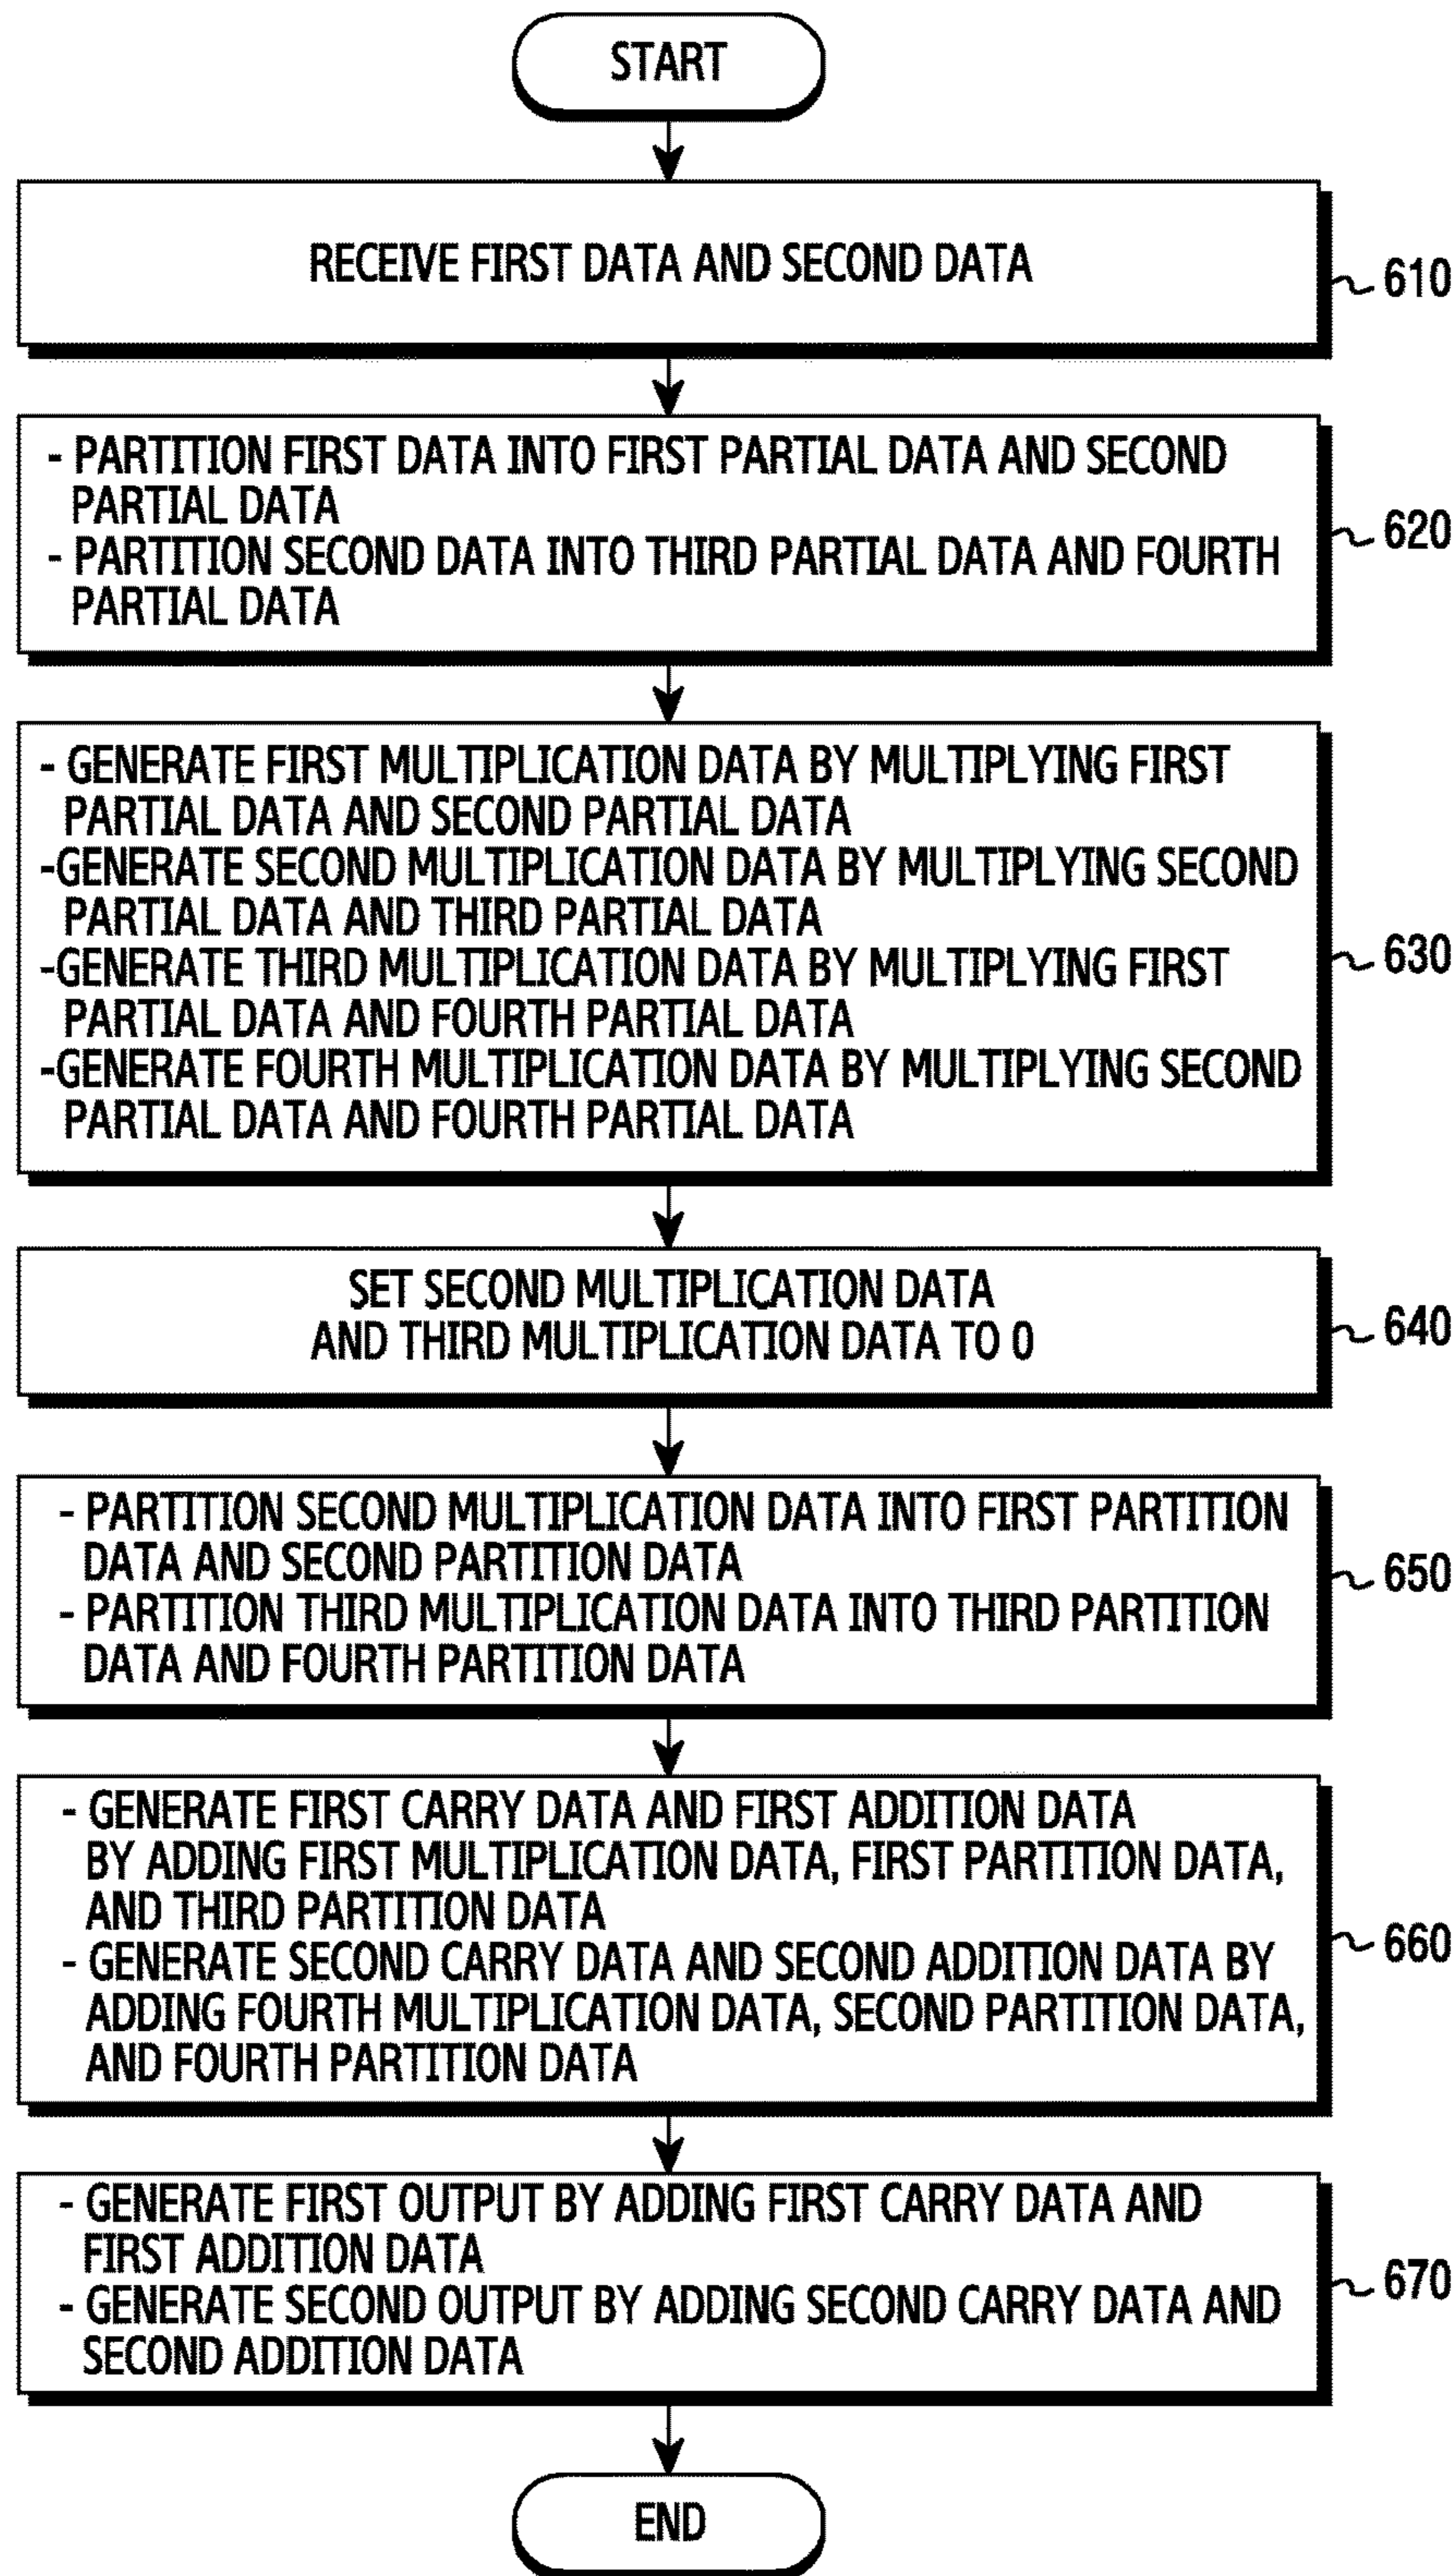 START
RECEIVE FIRST DATA AND SECOND DATA
610
- PARTITION FIRST DATA INTO FIRST PARTIAL DATA AND SECOND
PARTIAL DATA
- PARTITION SECOND DATA INTO THIRD PARTIAL DATA AND FOURTH
PARTIAL DATA
620
- GENERATE FIRST MULTIPLICATION DATA BY MULTIPLYING FIRST
PARTIAL DATA AND SECOND PARTIAL DATA
-GENERATE SECOND MULTIPLICATION DATA BY MULTIPLYING SECOND
PARTIAL DATA AND THIRD PARTIAL DATA
-GENERATE THIRD MULTIPLICATION DATA BY MULTIPLYING FIRST
PARTIAL DATA AND FOURTH PARTIAL DATA
-GENERATE FOURTH MULTIPLICATION DATA BY MULTIPLYING SECOND
PARTIAL DATA AND FOURTH PARTIAL DATA
630
SET SECOND MULTIPLICATION DATA
AND THIRD MULTIPLICATION DATA TO 0
640
- PARTITION SECOND MULTIPLICATION DATA INTO FIRST PARTITION
DATA AND SECOND PARTITION DATA
- PARTITION THIRD MULTIPLICATION DATA INTO THIRD PARTITION
DATA AND FOURTH PARTITION DATA
650
- GENERATE FIRST CARRY DATA AND FIRST ADDITION DATA
BY ADDING FIRST MULTIPLICATION DATA, FIRST PARTITION DATA,
AND THIRD PARTITION DATA
- GENERATE SECOND CARRY DATA AND SECOND ADDITION DATA BY
ADDING FOURTH MULTIPLICATION DATA, SECOND PARTITION DATA,
AND FOURTH PARTITION DATA
660
- GENERATE FIRST OUTPUT BY ADDING FIRST CARRY DATA AND
FIRST ADDITION DATA
- GENERATE SECOND OUTPUT BY ADDING SECOND CARRY DATA AND
SECOND ADDITION DATA
670
END